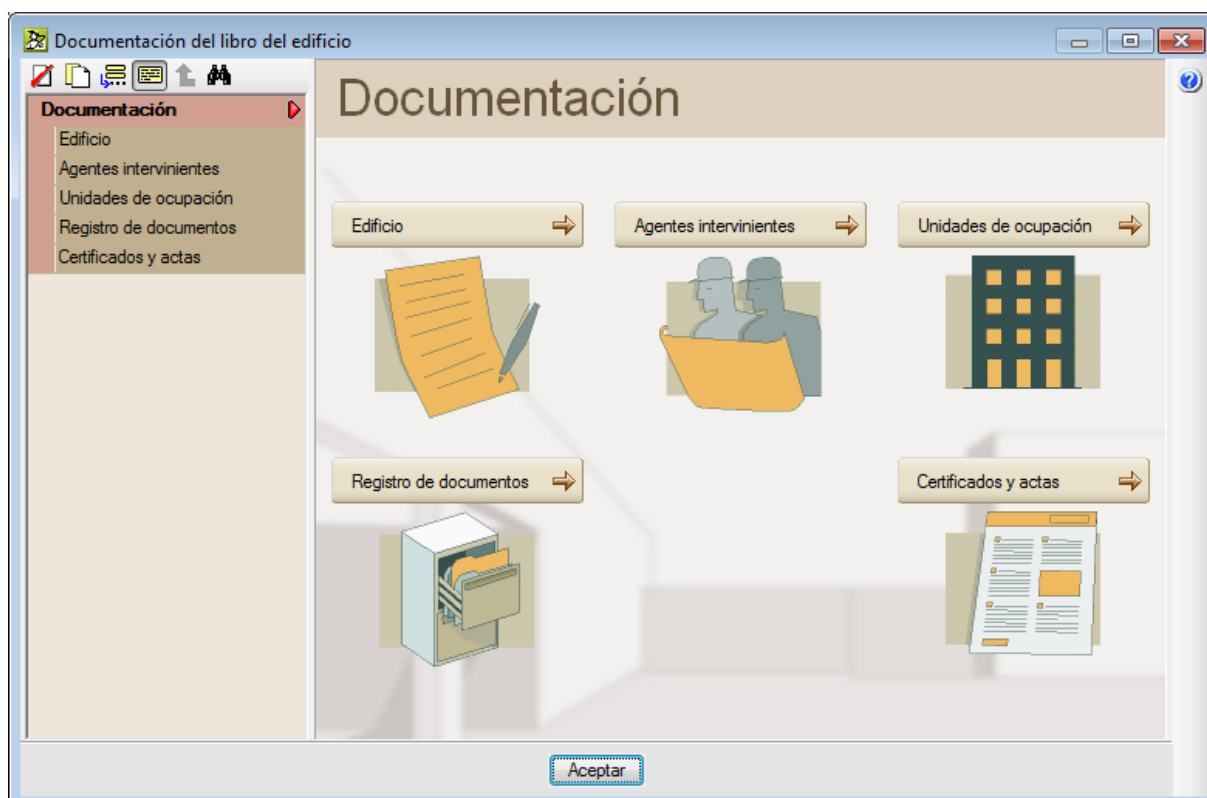 Documentación del libro del edificio
Documentación
Edificio
Agentes intervinientes
Unidades de ocupación
Registro de documentos
Certificados y actas
Documentación
Edificio
Agentes intervinientes
Unidades de ocupación
Registro de documentos
Certificados y actas
Aceptar